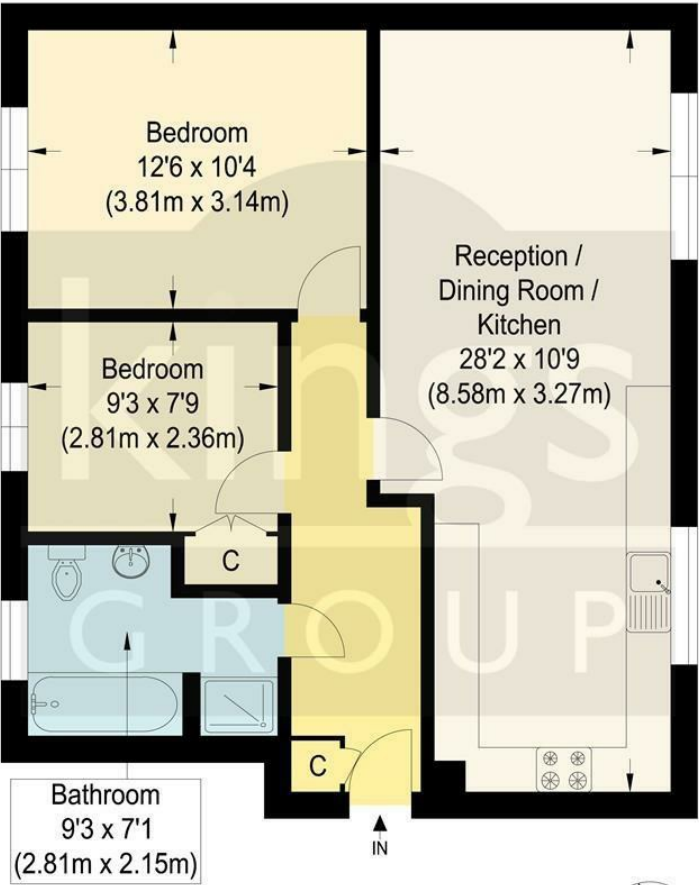 Bedroom
12'6 x 10'4
(3.81m x 3.14m)
Reception /
Dining Room /
Kitchen
28'2 x 10'9
(8.58m x 3.27m)
Bedroom
9'3 x 7'9
(2.81m x 2.36m)
kings
GROUP
C
C
Bathroom
9'3 x 7'1
(2.81m x 2.15m)
IN